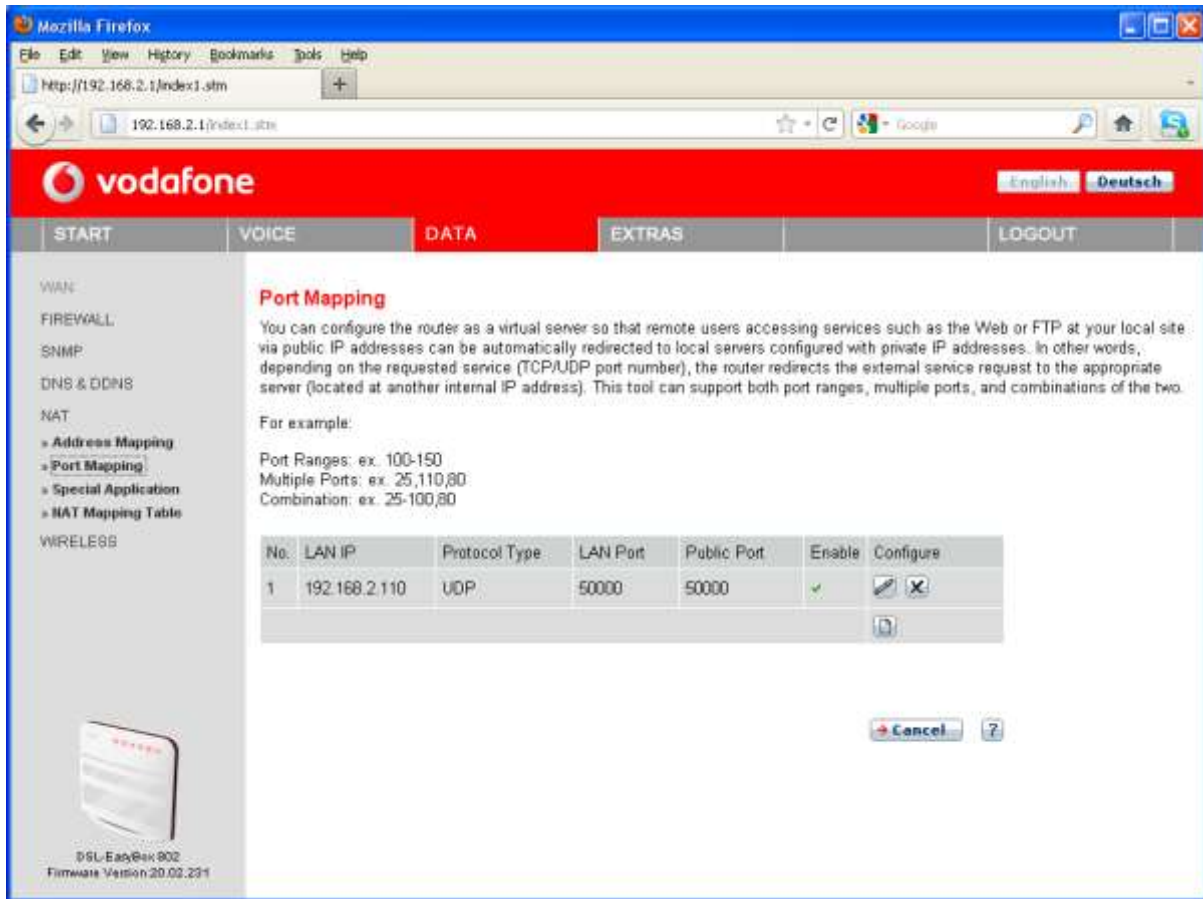 Mozilla Firefox
File Edit View History Bookmarks Tools Help
http://192.168.2.1/index1.stm
192.168.2.1/index1.stm
Google
vodafone
English Deutsch
START VOICE DATA EXTRAS LOGOUT
WAN
FIREWALL
SNMP
DNS & DDNS
NAT
» Address Mapping
» Port Mapping
» Special Application
» NAT Mapping Table
WIRELESS
Port Mapping
You can configure the router as a virtual server so that remote users accessing services such as the Web or FTP at your local site
via public IP addresses can be automatically redirected to local servers configured with private IP addresses. In other words,
depending on the requested service (TCP/UDP port number), the router redirects the external service request to the appropriate
server (located at another internal IP address). This tool can support both port ranges, multiple ports, and combinations of the two.
For example:
Port Ranges: ex. 100-150
Multiple Ports: ex. 25,110,80
Combination: ex. 25-100,80
No. LAN IP Protocol Type LAN Port Public Port Enable Configure
1 192.168.2.110 UDP 50000 50000
Cancel ?
DSL-EasyBox 802
Firmware Version:20.02.231